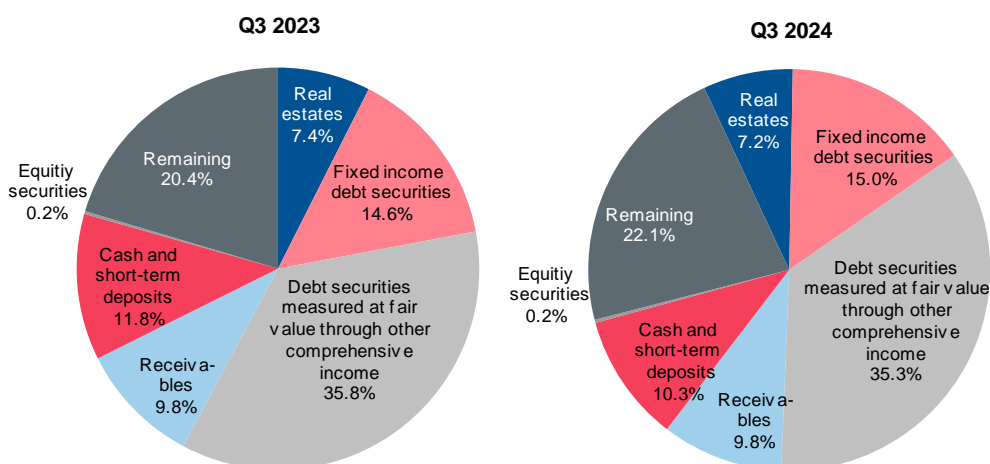 Q3 2023
Real
estates
7.4%
Fixed income
debt securities
14.6%
Debt securities
measured at fair
value through other
comprehensive
income
35.8%
Receiva-
bles
9.8%
Cash and
short-term
deposits
11.8%
Equitiy
securities
0.2%
Remaining
20.4%
Q3 2024
Real
estates
7.2%
Fixed income
debt securities
15.0%
Debt securities
measured at fair value
through other
comprehensive
income
35.3%
Receiva-
bles
9.8%
Cash and
short-term
deposits
10.3%
Equitiy
securities
0.2%
Remaining
22.1%